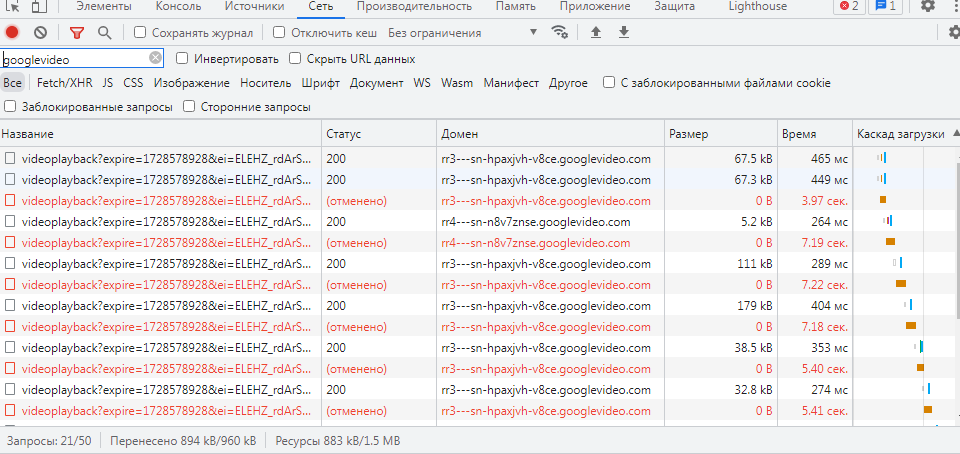 Элементы Консоль Источники Сеть Производительность Память Приложение Защита Lighthouse 2 1
Сохранять журнал Отключить кеш Без ограничения
googlevideo Инвертировать Скрыть URL данных
Все Fetch/XHR JS CSS Изображение Носитель Шрифт Документ WS Wasm Манифест Другое С заблокированными файлами cookie
Заблокированные запросы Сторонние запросы
Название Статус Домен Размер Время Каскад загрузки
videoplayback?expire=1728578928&ei=ELEHZ_rdArS... 200 rr3---sn-hpaxjvh-v8ce.googlevideo.com 67.5 kB 465 мс
videoplayback?expire=1728578928&ei=ELEHZ_rdArS... 200 rr3---sn-hpaxjvh-v8ce.googlevideo.com 67.3 kB 449 мс
videoplayback?expire=1728578928&ei=ELEHZ_rdArS... (отменено) rr3---sn-hpaxjvh-v8ce.googlevideo.com 0 B 3.97 сек.
videoplayback?expire=1728578928&ei=ELEHZ_rdArS... 200 rr4---sn-n8v7znse.googlevideo.com 5.2 kB 264 мс
videoplayback?expire=1728578928&ei=ELEHZ_rdArS... (отменено) rr4---sn-n8v7znse.googlevideo.com 0 B 7.19 сек.
videoplayback?expire=1728578928&ei=ELEHZ_rdArS... 200 rr3---sn-hpaxjvh-v8ce.googlevideo.com 111 kB 289 мс
videoplayback?expire=1728578928&ei=ELEHZ_rdArS... (отменено) rr3---sn-hpaxjvh-v8ce.googlevideo.com 0 B 7.22 сек.
videoplayback?expire=1728578928&ei=ELEHZ_rdArS... 200 rr3---sn-hpaxjvh-v8ce.googlevideo.com 179 kB 404 мс
videoplayback?expire=1728578928&ei=ELEHZ_rdArS... (отменено) rr3---sn-hpaxjvh-v8ce.googlevideo.com 0 B 7.18 сек.
videoplayback?expire=1728578928&ei=ELEHZ_rdArS... 200 rr3---sn-hpaxjvh-v8ce.googlevideo.com 38.5 kB 353 мс
videoplayback?expire=1728578928&ei=ELEHZ_rdArS... (отменено) rr3---sn-hpaxjvh-v8ce.googlevideo.com 0 B 5.40 сек.
videoplayback?expire=1728578928&ei=ELEHZ_rdArS... 200 rr3---sn-hpaxjvh-v8ce.googlevideo.com 32.8 kB 274 мс
videoplayback?expire=1728578928&ei=ELEHZ_rdArS... (отменено) rr3---sn-hpaxjvh-v8ce.googlevideo.com 0 B 5.41 сек.
Запросы: 21/50 Перенесено 894 kB/960 kB Ресурсы 883 kB/1.5 MB